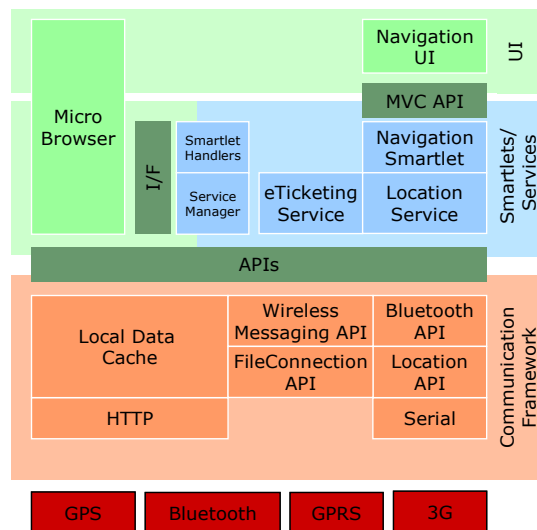 Navigation
UI
UI
MVC API
Micro
Browser
I/F
Smartlet
Handlers
Navigation
Smartlet
Service
Manager
eTicketing
Service
Location
Service
Smartlets/
Services
APIs
Local Data
Cache
Wireless
Messaging API
Bluetooth
API
FileConnection
API
Location
API
HTTP
Serial
Communication
Framework
GPS
Bluetooth
GPRS
3G